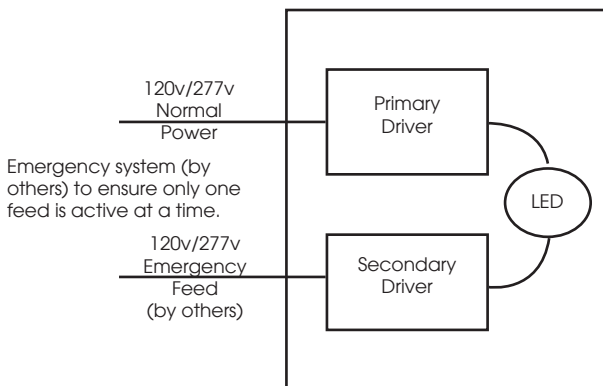 120v/277v
Normal
Power
Primary
Driver
Emergency system (by
others) to ensure only one
feed is active at a time.
LED
120v/277v
Emergency
Feed
(by others)
Secondary
Driver